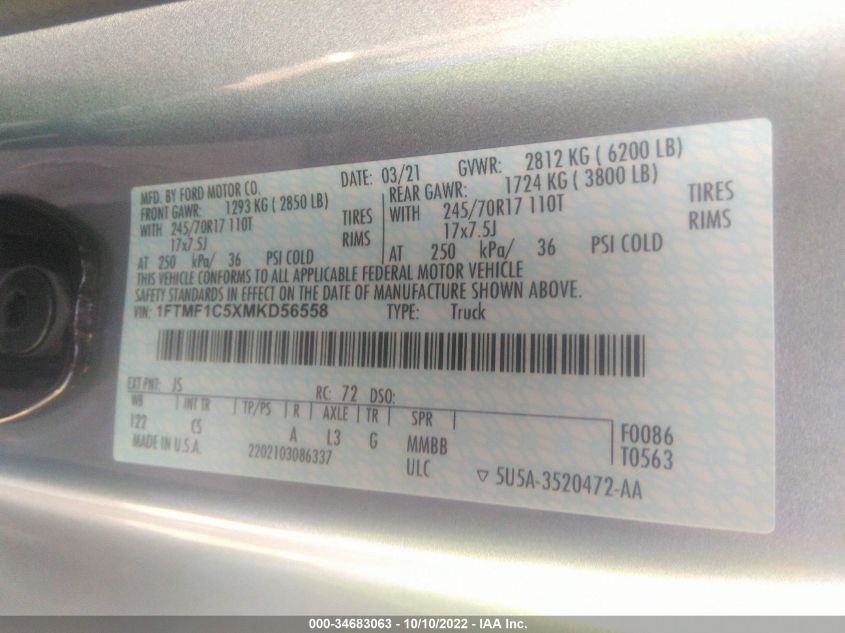 MFD. BY FORD MOTOR CO. DATE: 03/21 GVWR: 2812 KG ( 6200 LB)
FRONT GAWR: 1293 KG ( 2850 LB) REAR GAWR: 1724 KG ( 3800 LB)
WITH 245/70R17 110T TIRES WITH 245/70R17 110T TIRES
17x7.5J RIMS 17x7.5J RIMS
AT 250 kPa/ 36 PSI COLD AT 250 kPa/ 36 PSI COLD
THIS VEHICLE CONFORMS TO ALL APPLICABLE FEDERAL MOTOR VEHICLE
SAFETY STANDARDS IN EFFECT ON THE DATE OF MANUFACTURE SHOWN ABOVE.
VIN: 1FTMF1C5XMKD56558 TYPE: Truck
EXT PNT: JS RC: 72 DSO:
WB INT TR TP/PS R AXLE TR SPR
122 CS A L3 G MMBB F0086
MADE IN U.S.A. 2202103086337 ULC T0563
5U5A-3520472-AA
000-34683063 - 10/10/2022 - IAA Inc.